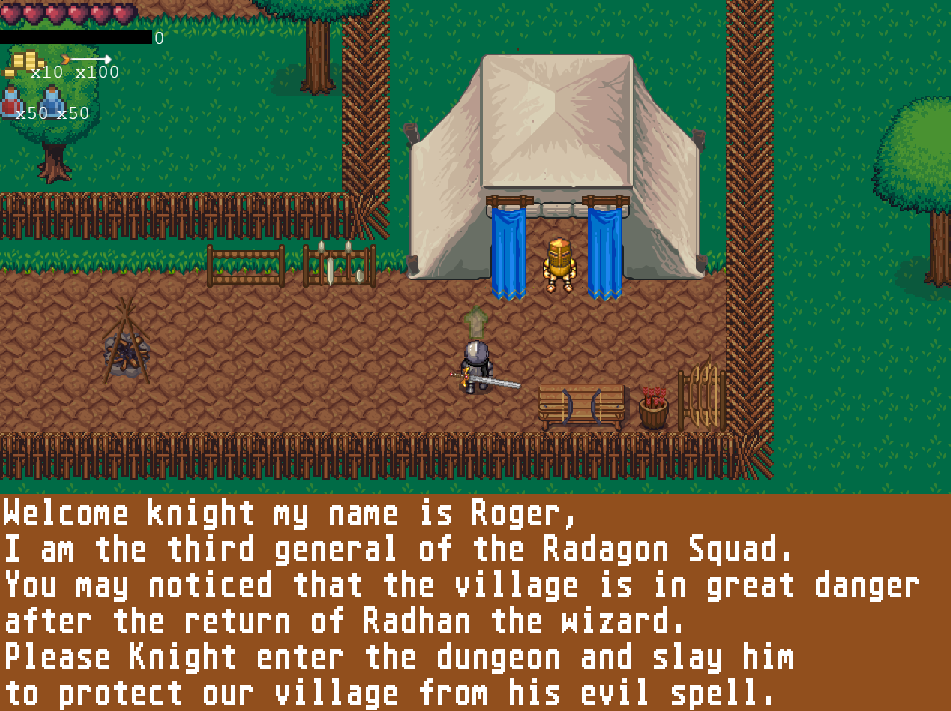 0
x10 x100
x50 x50
Welcome knight my name is Roger,
I am the third general of the Radagon Squad.
You may noticed that the village is in great danger
after the return of Radhan the wizard.
Please Knight enter the dungeon and slay him
to protect our village from his evil spell.